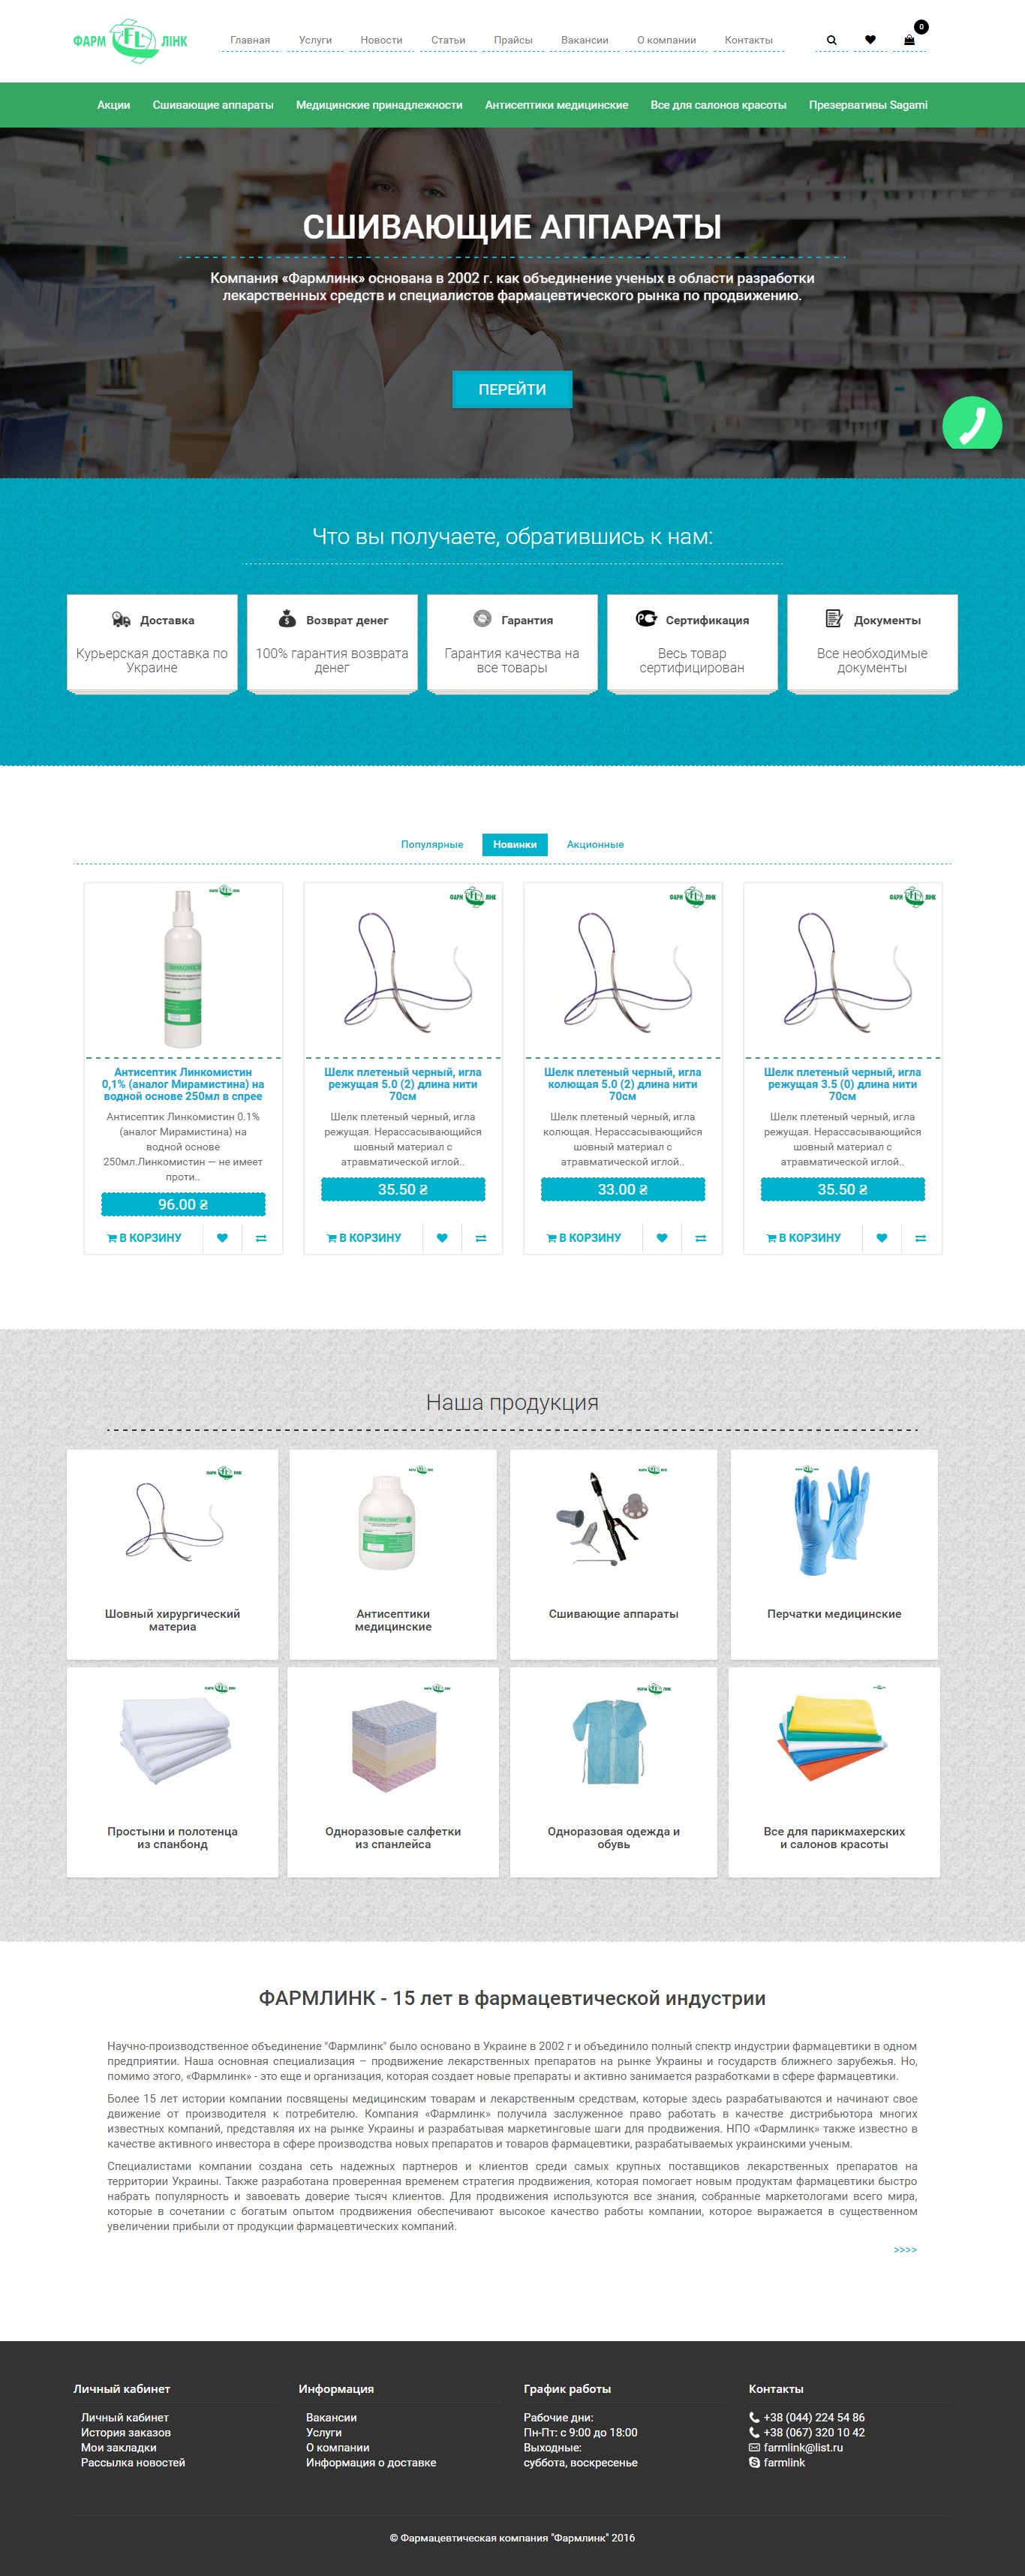 ФАРМ FL ЛІНК
Главная Услуги Новости Статьи Прайсы Вакансии О компании Контакты 0
Акции Сшивающие аппараты Медицинские принадлежности Антисептики медицинские Все для салонов красоты Презервативы Sagami
СШИВАЮЩИЕ АППАРАТЫ
Компания «Фармлинк» основана в 2002 г. как объединение ученых в области разработки
лекарственных средств и специалистов фармацевтического рынка по продвижению.
ПЕРЕЙТИ
Что вы получаете, обратившись к нам:
Доставка
Курьерская доставка по
Украине
Возврат денег
100% гарантия возврата
денег
Гарантия
Гарантия качества на
все товары
Сертификация
Весь товар
сертифицирован
Документы
Все необходимые
документы
Популярные Новинки Акционные
ФАРМ ЛІНК
Антисептик Линкомистин
0,1% (аналог Мирамистина) на
водной основе 250мл в спрее
Антисептик Линкомистин 0.1%
(аналог Мирамистина) на
водной основе
250мл.Линкомистин — не имеет
проти..
96.00 ₴
В КОРЗИНУ
ФАРМ ЛІНК
Шелк плетеный черный, игла
режущая 5.0 (2) длина нити
70см
Шелк плетеный черный, игла
режущая. Нерассасывающийся
шовный материал с
атравматической иглой..
35.50 ₴
В КОРЗИНУ
ФАРМ ЛІНК
Шелк плетеный черный, игла
колющая 5.0 (2) длина нити
70см
Шелк плетеный черный, игла
колющая. Нерассасывающийся
шовный материал с
атравматической иглой..
33.00 ₴
В КОРЗИНУ
ФАРМ ЛІНК
Шелк плетеный черный, игла
режущая 3.5 (0) длина нити
70см
Шелк плетеный черный, игла
режущая. Нерассасывающийся
шовный материал с
атравматической иглой..
35.50 ₴
В КОРЗИНУ
Наша продукция
Шовный хирургический
материа
Антисептики
медицинские
Сшивающие аппараты
Перчатки медицинские
Простыни и полотенца
из спанбонд
Одноразовые салфетки
из спанлейса
Одноразовая одежда и
обувь
Все для парикмахерских
и салонов красоты
ФАРМЛИНК - 15 лет в фармацевтической индустрии
Научно-производственное объединение "Фармлинк" было основано в Украине в 2002 г и объединило полный спектр индустрии фармацевтики в одном
предприятии. Наша основная специализация – продвижение лекарственных препаратов на рынке Украины и государств ближнего зарубежья. Но,
помимо этого, «Фармлинк» - это еще и организация, которая создает новые препараты и активно занимается разработками в сфере фармацевтики.
Более 15 лет истории компании посвящены медицинским товарам и лекарственным средствам, которые здесь разрабатываются и начинают свое
движение от производителя к потребителю. Компания «Фармлинк» получила заслуженное право работать в качестве дистрибьютора многих
известных компаний, представляя их на рынке Украины и разрабатывая маркетинговые шаги для продвижения. НПО «Фармлинк» также известно в
качестве активного инвестора в сфере производства новых препаратов и товаров фармацевтики, разрабатываемых украинскими ученым.
Специалистами компании создана сеть надежных партнеров и клиентов среди самых крупных поставщиков лекарственных препаратов на
территории Украины. Также разработана проверенная временем стратегия продвижения, которая помогает новым продуктам фармацевтики быстро
набрать популярность и завоевать доверие тысяч клиентов. Для продвижения используются все знания, собранные маркетологами всего мира,
которые в сочетании с богатым опытом продвижения обеспечивают высокое качество работы компании, которое выражается в существенном
увеличении прибыли от продукции фармацевтических компаний.
>>>>
Личный кабинет
Личный кабинет
История заказов
Мои закладки
Рассылка новостей
Информация
Вакансии
Услуги
О компании
Информация о доставке
График работы
Рабочие дни:
Пн-Пт: с 9:00 до 18:00
Выходные:
суббота, воскресенье
Контакты
+38 (044) 224 54 86
+38 (067) 320 10 42
farmlink@list.ru
farmlink
© Фармацевтическая компания "Фармлинк" 2016